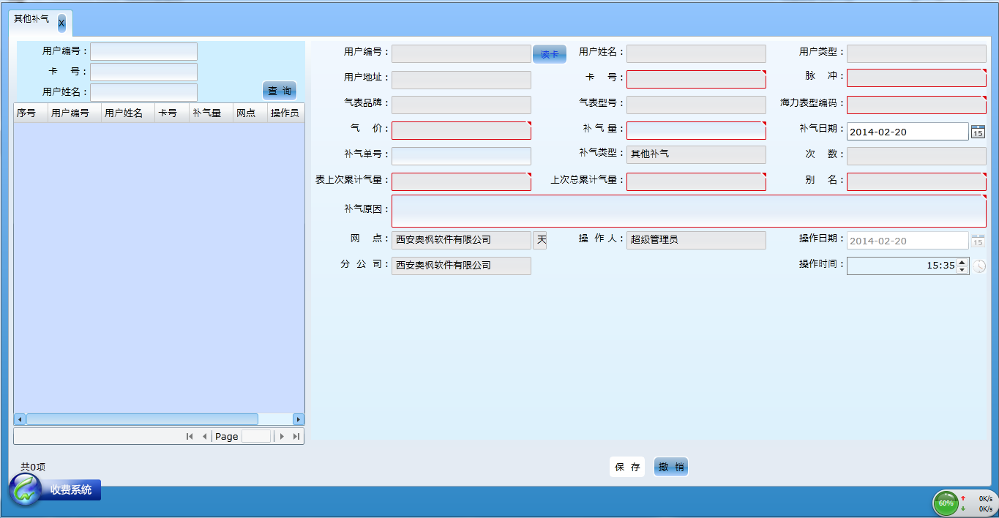 其他补气 X
用户编号：
卡 号：
用户姓名： 查 询
序号 用户编号 用户姓名 卡号 补气量 网点 操作员
Page
共0项
用户编号： 读卡 用户姓名： 用户类型：
用户地址： 卡 号： 脉 冲：
气表品牌： 气表型号： 海力表型编码：
气 价： 补 气 量： 补气日期： 2014-02-20 15
补气单号： 补气类型： 其他补气 次 数：
表上次累计气量： 上次总累计气量： 别 名：
补气原因：
网 点： 西安奥枫软件有限公司 天 操 作 人： 超级管理员 操作日期： 2014-02-20 15
分 公 司： 西安奥枫软件有限公司 操作时间： 15:35
保 存 撤 销
收费系统
60% 0K/s
0K/s